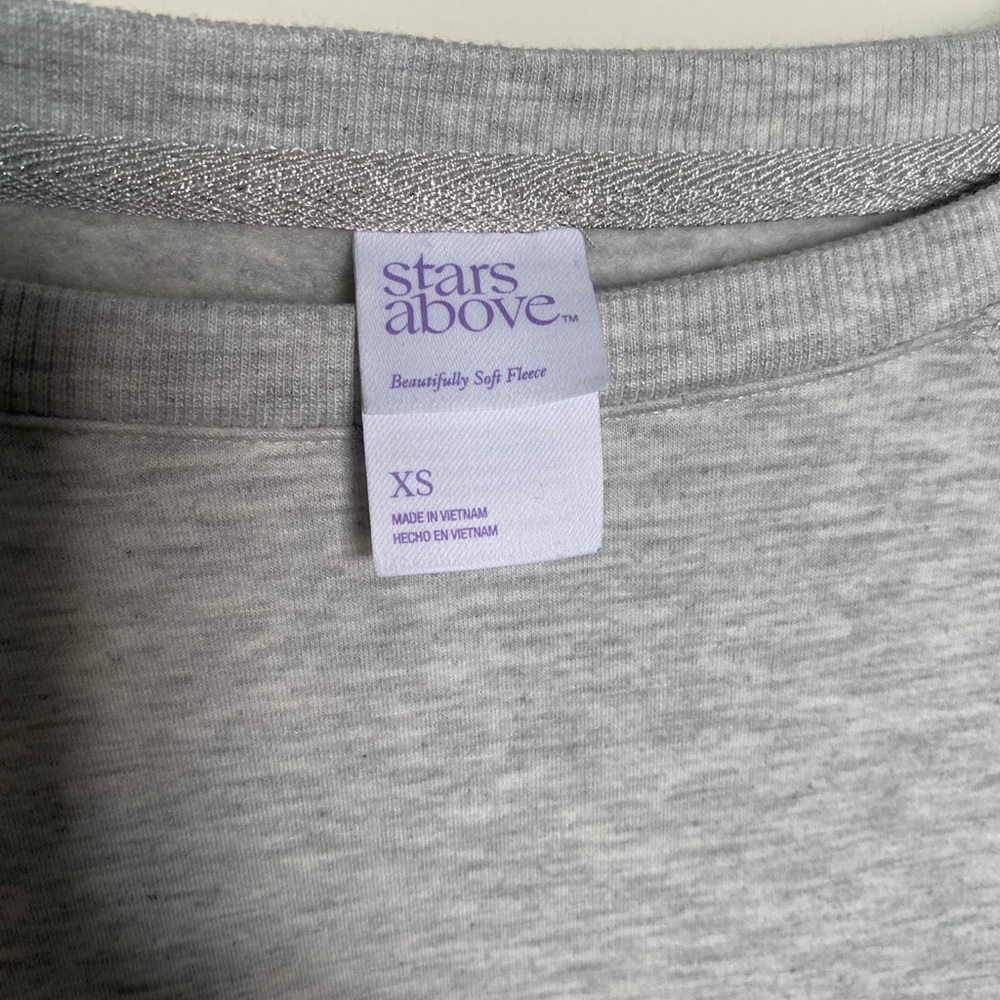 stars
above™
Beautifully Soft Fleece
XS
MADE IN VIETNAM
HECHO EN VIETNAM